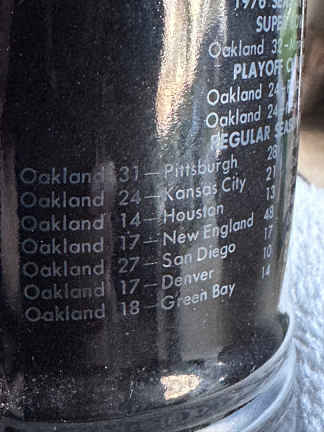 1976 SEAS
SUPER
Oakland 32 –
PLAYOFF
Oakland 24
Oakland 24
REGULAR SEAS
Oakland 31 — Pittsburgh 28
Oakland 24 — Kansas City 21
Oakland 14 — Houston 13
Oakland 17 — New England 48
Oakland 27 — San Diego 17
Oakland 17 — Denver 10
Oakland 18 — Green Bay 14